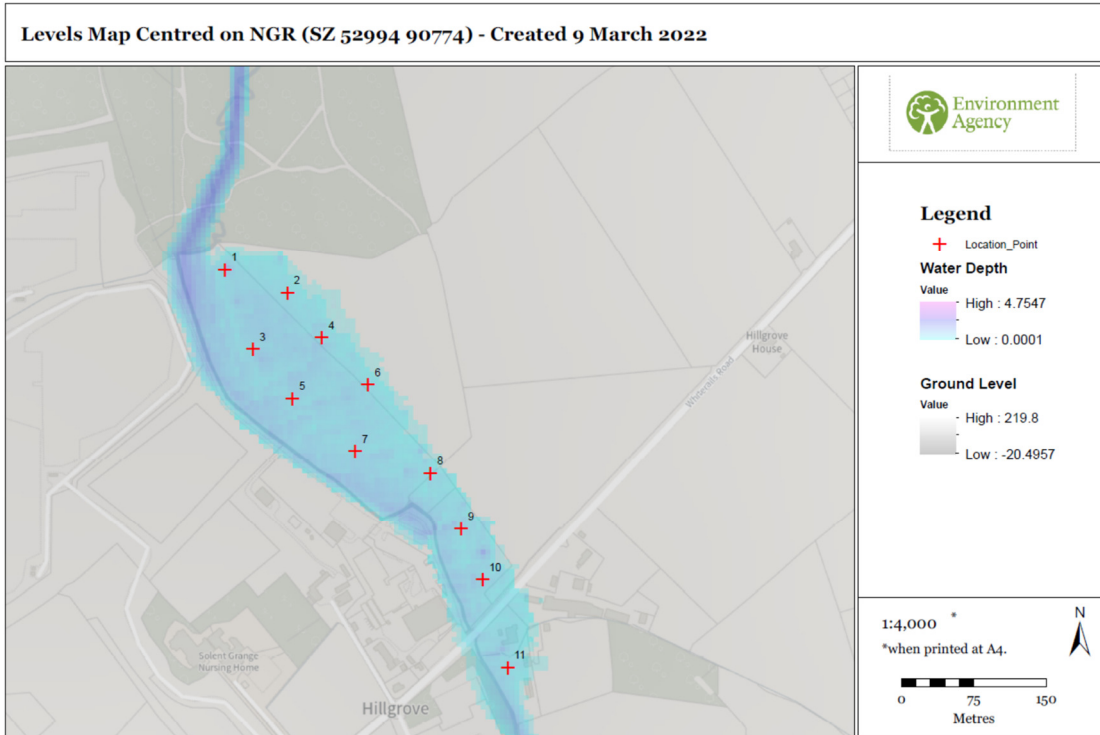 Levels Map Centred on NGR (SZ 52994 90774) - Created 9 March 2022
Environment
Agency
Legend
Location_Point
Water Depth
Value
High : 4.7547
Low : 0.0001
Ground Level
Value
High : 219.8
Low : -20.4957
1
2
3
4
5
6
7
8
9
10
11
Hillgrove
House
Whiterails Road
Solent Grange
Nursing Home
Hillgrove
1:4,000 *
*when printed at A4.
N
0 75 150
Metres